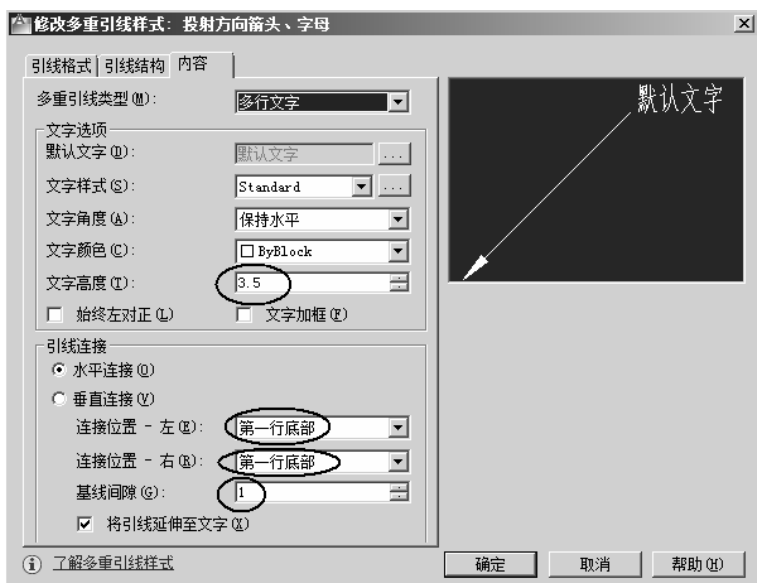 修改多重引线样式: 投射方向箭头、字母
引线格式 引线结构 内容
多重引线类型(M): 多行文字
文字选项
默认文字(D): 默认文字 ...
文字样式(S): Standard ...
文字角度(A): 保持水平
文字颜色(C): ByBlock
文字高度(T): 3.5
始终左对正(L) 文字加框(F)
引线连接
水平连接(O)
垂直连接(V)
连接位置 - 左(E): 第一行底部
连接位置 - 右(R): 第一行底部
基线间隙(G): 1
将引线延伸至文字(X)
默认文字
了解多重引线样式
确定 取消 帮助(H)